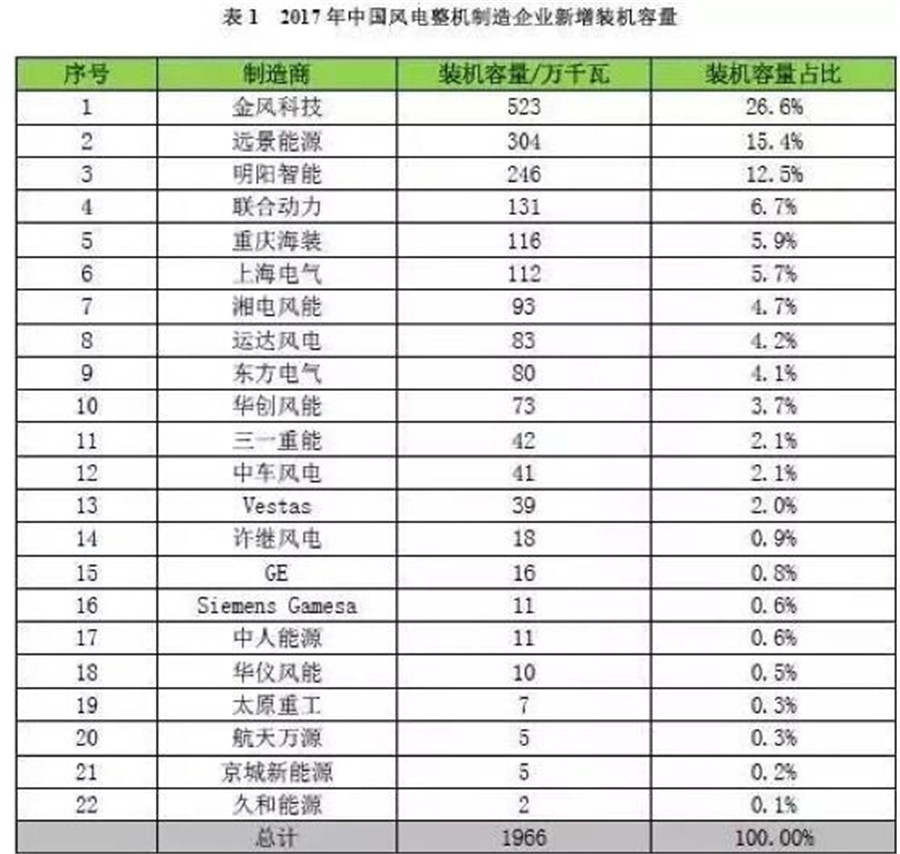 表1 2017年中国风电整机制造企业新增装机容量
序号 制造商 装机容量/万千瓦 装机容量占比
1 金风科技 523 26.6%
2 远景能源 304 15.4%
3 明阳智能 246 12.5%
4 联合动力 131 6.7%
5 重庆海装 116 5.9%
6 上海电气 112 5.7%
7 湘电风能 93 4.7%
8 运达风电 83 4.2%
9 东方电气 80 4.1%
10 华创风能 73 3.7%
11 三一重能 42 2.1%
12 中车风电 41 2.1%
13 Vestas 39 2.0%
14 许继风电 18 0.9%
15 GE 16 0.8%
16 Siemens Gamesa 11 0.6%
17 中人能源 11 0.6%
18 华仪风能 10 0.5%
19 太原重工 7 0.3%
20 航天万源 5 0.3%
21 京城新能源 5 0.2%
22 久和能源 2 0.1%
总计 1966 100.00%